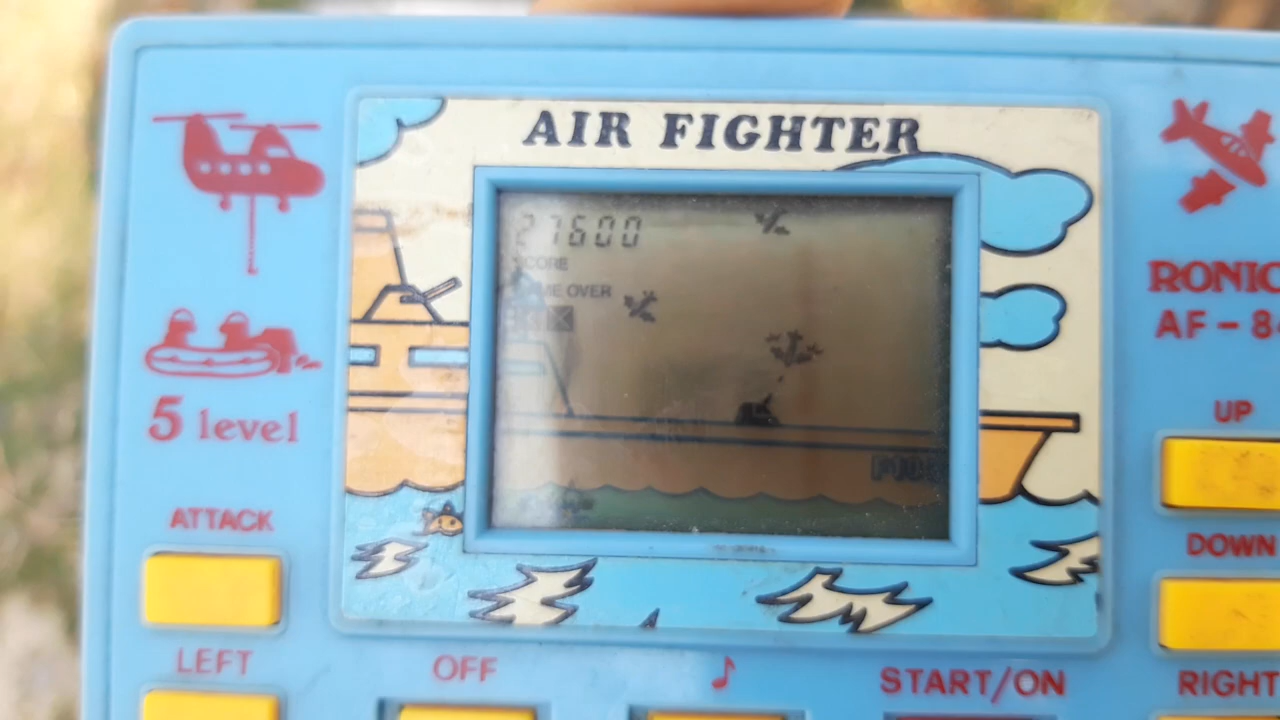 AIR FIGHTER
27600
SCORE
GAME OVER
5 level
RONIC
AF-8
UP
ATTACK
DOWN
LEFT
OFF
START/ON
RIGHT